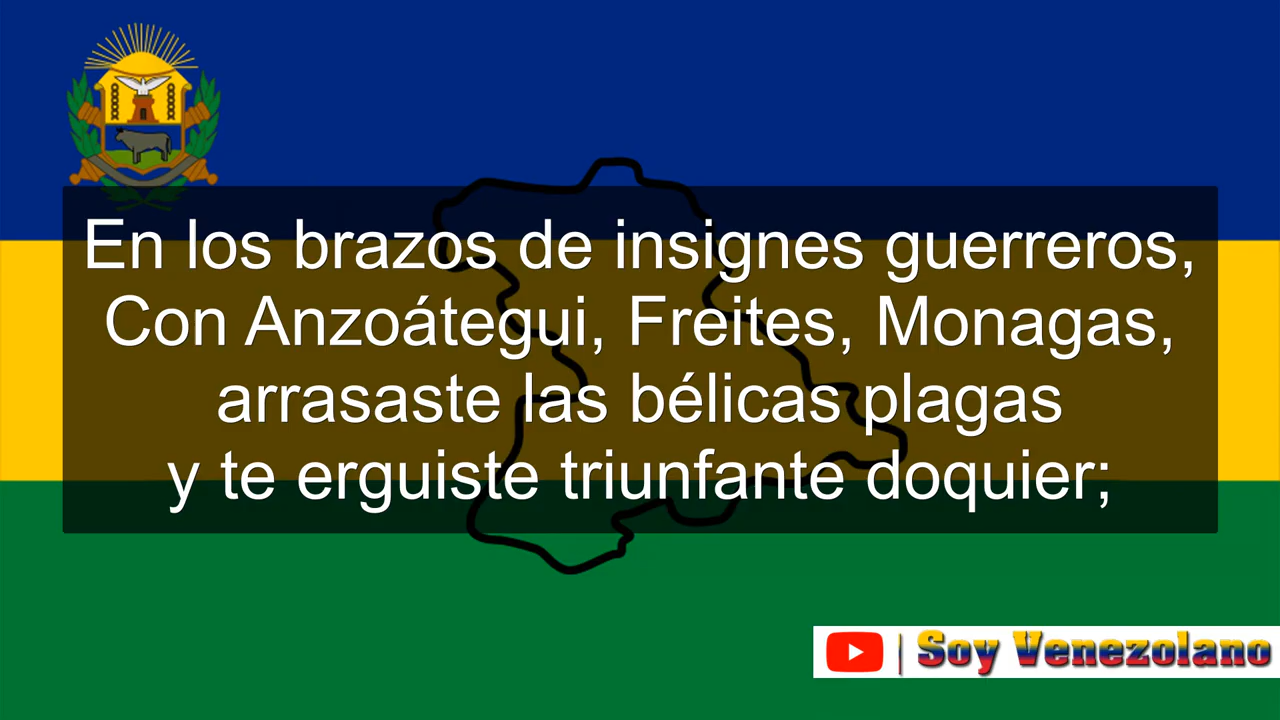 En los brazos de insignes guerreros,
Con Anzoátegui, Freites, Monagas,
arrasaste las bélicas plagas
y te erguiste triunfante doquier;
| Soy Venezolano